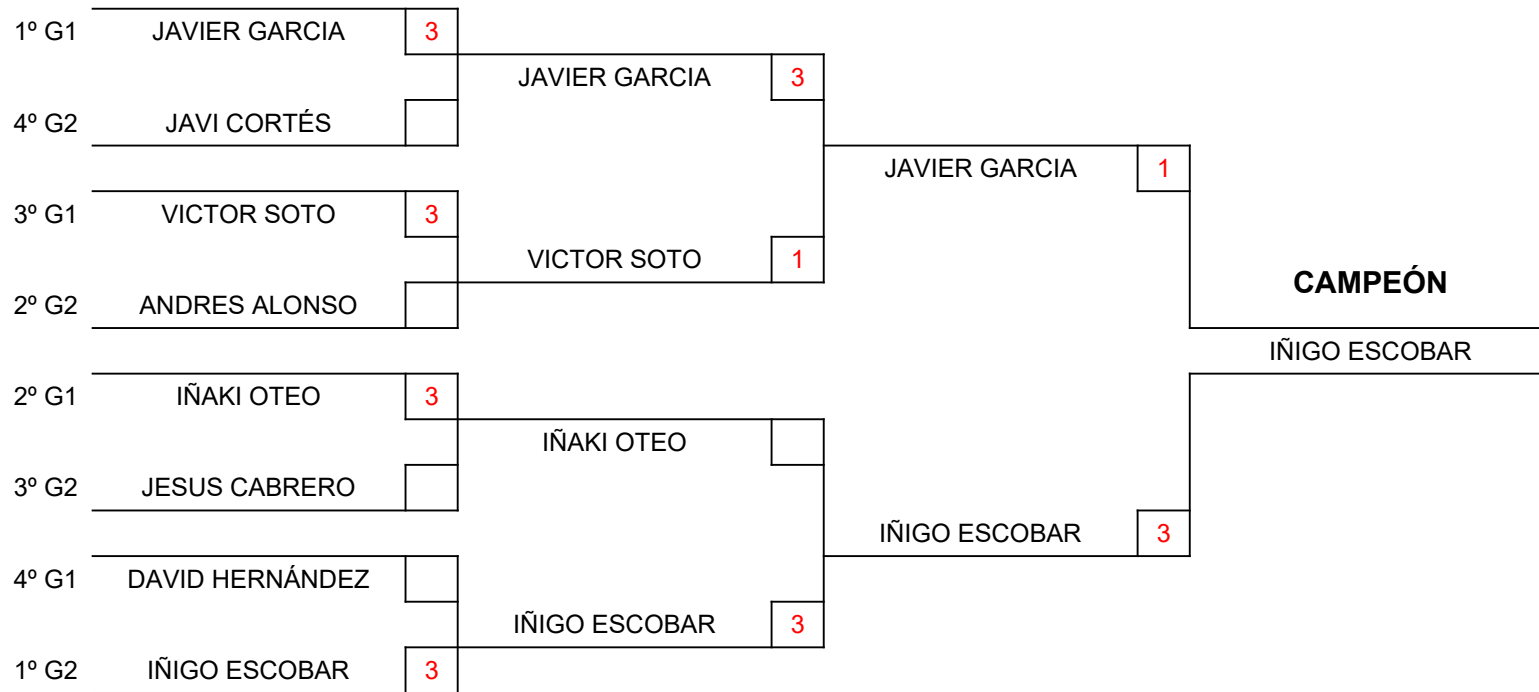 1º G1 JAVIER GARCIA 3
JAVIER GARCIA 3
4º G2 JAVI CORTÉS
JAVIER GARCIA 1
3º G1 VICTOR SOTO 3
VICTOR SOTO 1
CAMPEÓN
2º G2 ANDRES ALONSO
IÑIGO ESCOBAR
2º G1 IÑAKI OTEO 3
IÑAKI OTEO
3º G2 JESUS CABRERO
IÑIGO ESCOBAR 3
4º G1 DAVID HERNÁNDEZ
IÑIGO ESCOBAR 3
1º G2 IÑIGO ESCOBAR 3